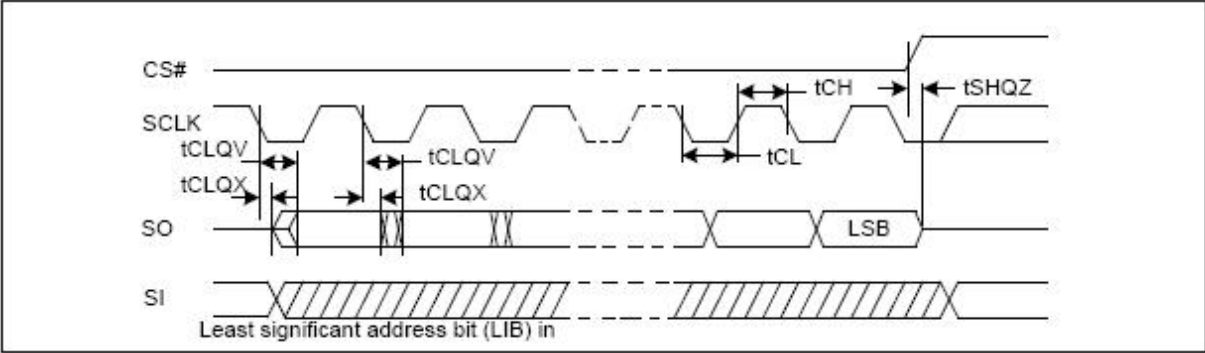 CS#
tCH
tSHQZ
SCLK
tCLQV
tCLQV
tCL
tCLQX
tCLQX
SO
LSB
SI
Least significant address bit (LIB) in